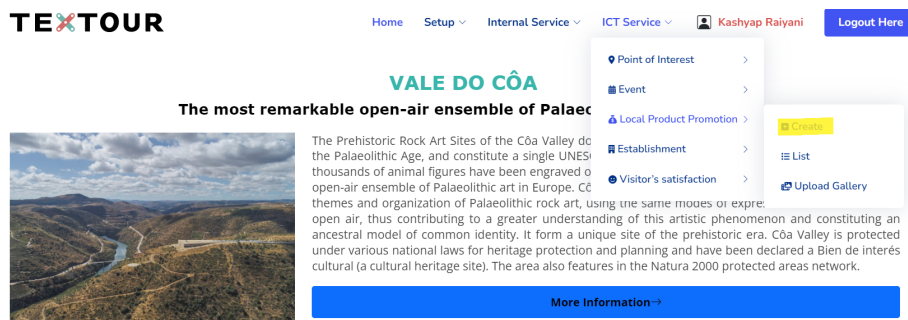 TEXTOUR
Home Setup Internal Service ICT Service Kashyap Raiyani Logout Here
Point of Interest
Event
Local Product Promotion
Establishment
Visitor's satisfaction
Create
List
Upload Gallery
VALE DO CÔA
The most remarkable open-air ensemble of Palaeo
The Prehistoric Rock Art Sites of the Côa Valley do
the Palaeolithic Age, and constitute a single UNES
thousands of animal figures have been engraved o
open-air ensemble of Palaeolithic art in Europe. Cô
themes and organization of Palaeolithic rock art, using the same modes of expre
open air, thus contributing to a greater understanding of this artistic phenomenon and constituting an
ancestral model of common identity. It form a unique site of the prehistoric era. Côa Valley is protected
under various national laws for heritage protection and planning and have been declared a Bien de interés
cultural (a cultural heritage site). The area also features in the Natura 2000 protected areas network.
More Information→